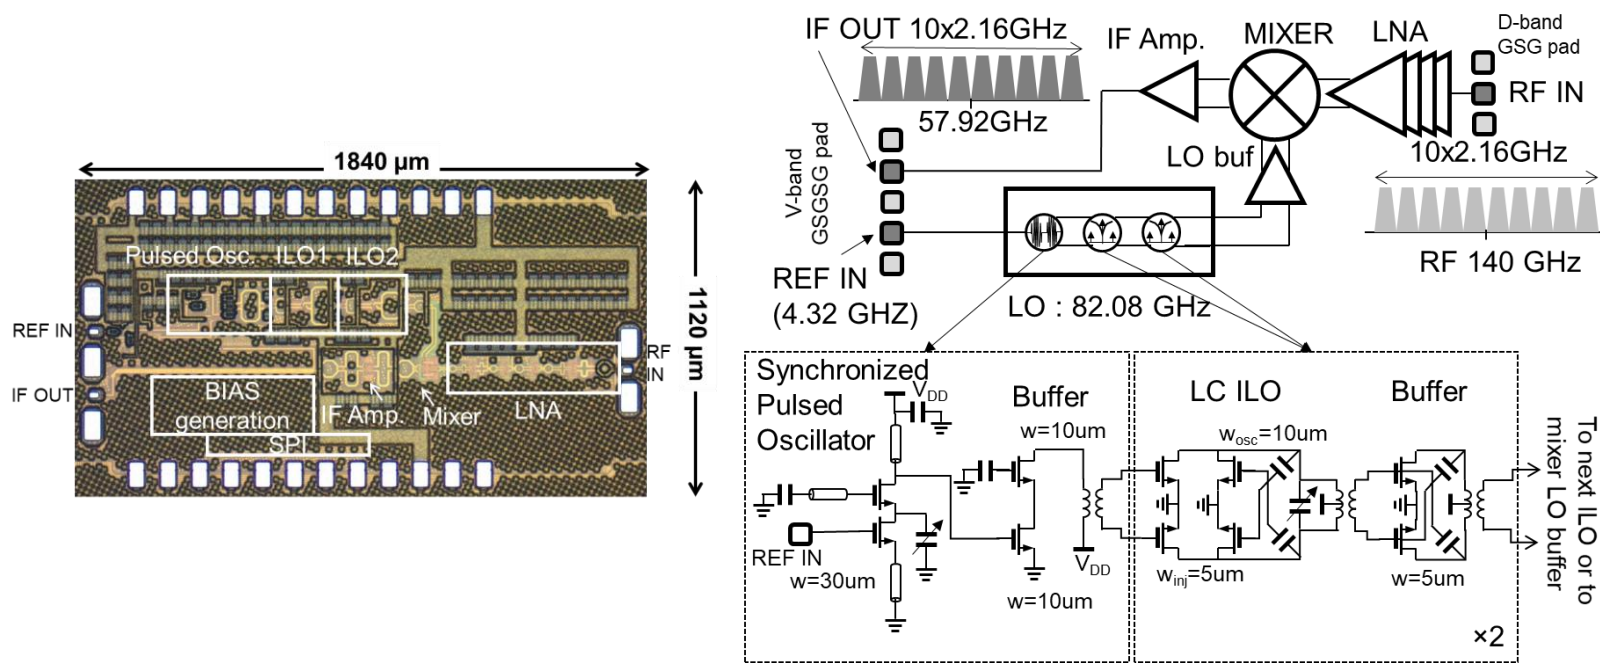 1840 µm
1120 µm
Pulsed Osc.
ILO1
ILO2
REF IN
IF OUT
RF
IN
BIAS
generation
SPI
IF Amp.
Mixer
LNA
IF OUT 10x2.16GHz
57.92GHz
IF Amp.
MIXER
LNA
D-band
GSG pad
RF IN
10x2.16GHz
RF 140 GHz
LO buf
V-band
GSGSG pad
REF IN
(4.32 GHZ)
LO : 82.08 GHz
Synchronized
Pulsed
Oscillator
VDD
Buffer
w=10um
REF IN
w=30um
VDD
w=10um
LC ILO
Buffer
wosc=10um
winj=5um
w=5um
×2
To next ILO or to
mixer LO buffer